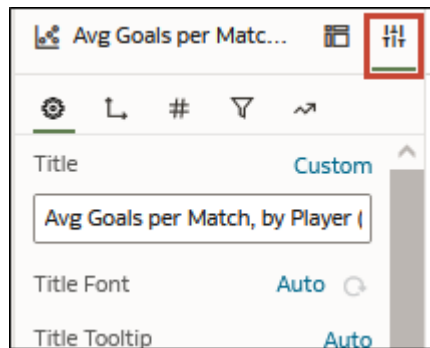 Avg Goals per Matc...
#
Title Custom
Avg Goals per Match, by Player (
Title Font Auto
Title Tooltip Auto